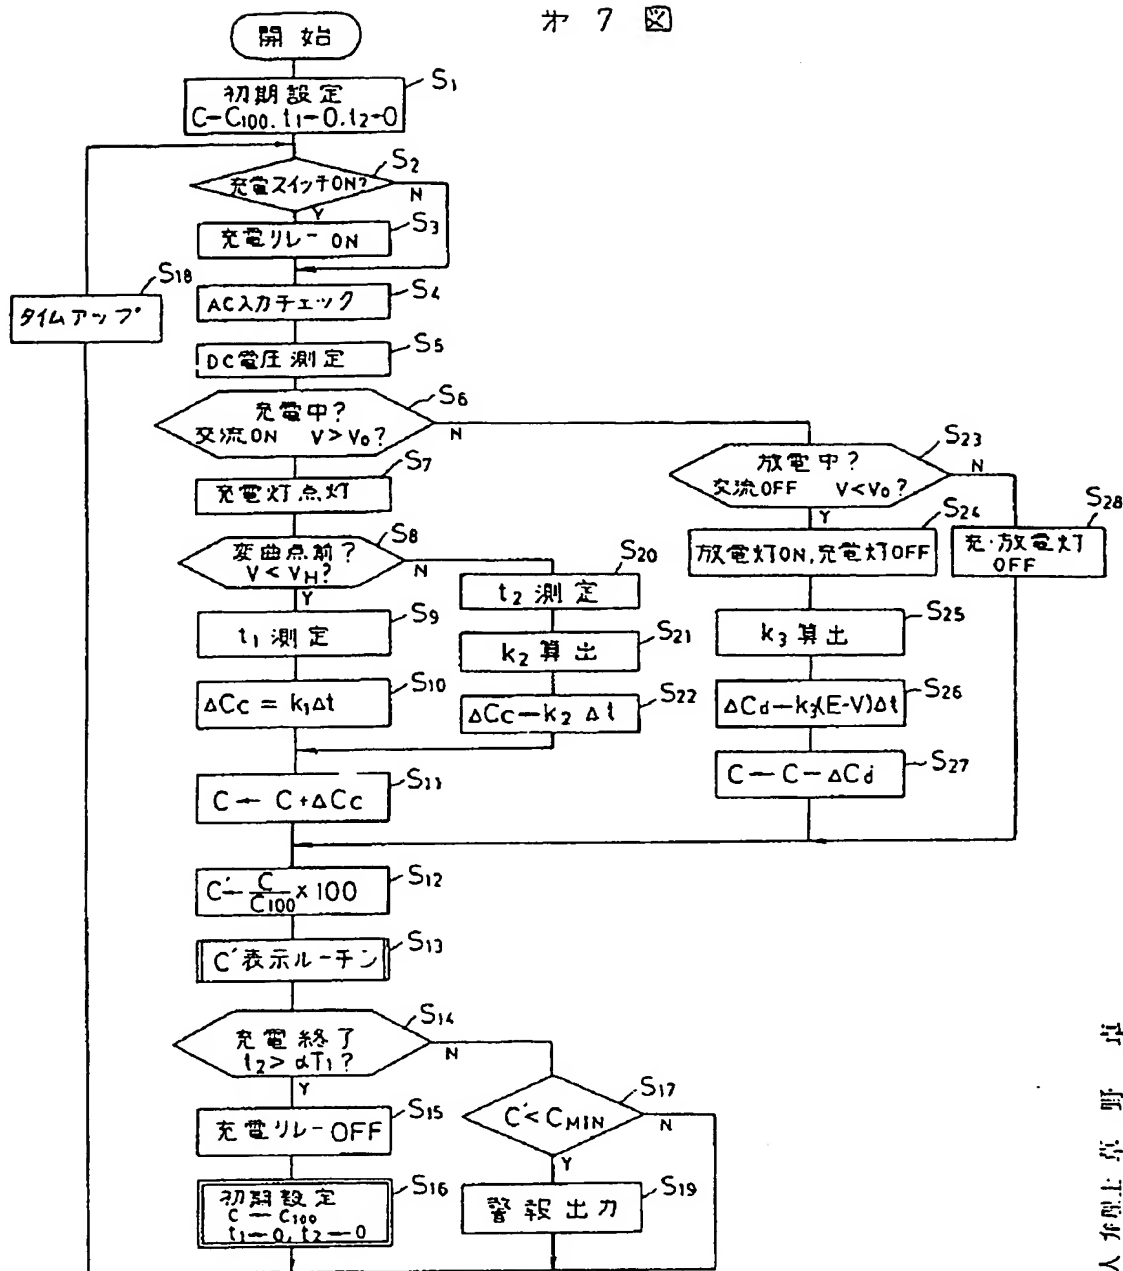 第 7 図
開 始
S1
初期設定
C←C100. t1←0. t2←0
S2
充電スイッチON?
N
Y
S3
充電リレー ON
S18
タイムアップ
S4
AC入力チェック
S5
DC電圧測定
S6
充電中?
交流ON V>V0?
N
S7
充電灯点灯
S8
変曲点前?
V<VH?
N
Y
S9
t1 測定
S10
ΔCc = k1Δt
S20
t2 測定
S21
k2 算出
S22
ΔCc←k2 Δt
S11
C ← C+ΔCc
S23
放電中?
交流OFF V<V0?
N
Y
S24
放電灯ON,充電灯OFF
S28
充・放電灯
OFF
S25
k3 算出
S26
ΔCd←k3(E-V)Δt
S27
C ← C-ΔCd
S12
C'← C/C100 ×100
S13
C'表示ルーチン
S14
充電終了
t2>αT1?
N
Y
S15
充電リレーOFF
S16
初期設定
C ← C100
t1←0, t2←0
S17
C'<CMIN
N
Y
S19
警報出力
草 野 卓